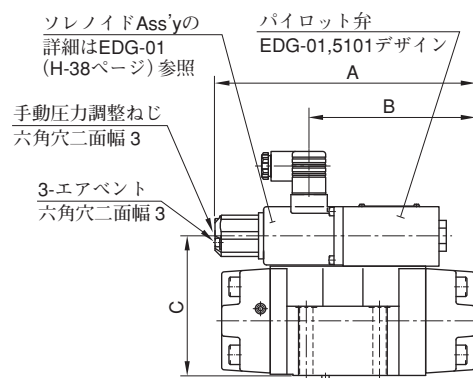 ソレノイドAss'yの
詳細はEDG-01
(H-38ページ)参照
パイロット弁
EDG-01,5101デザイン
A
B
手動圧力調整ねじ
六角穴二面幅 3
3-エアベント
六角穴二面幅 3
C